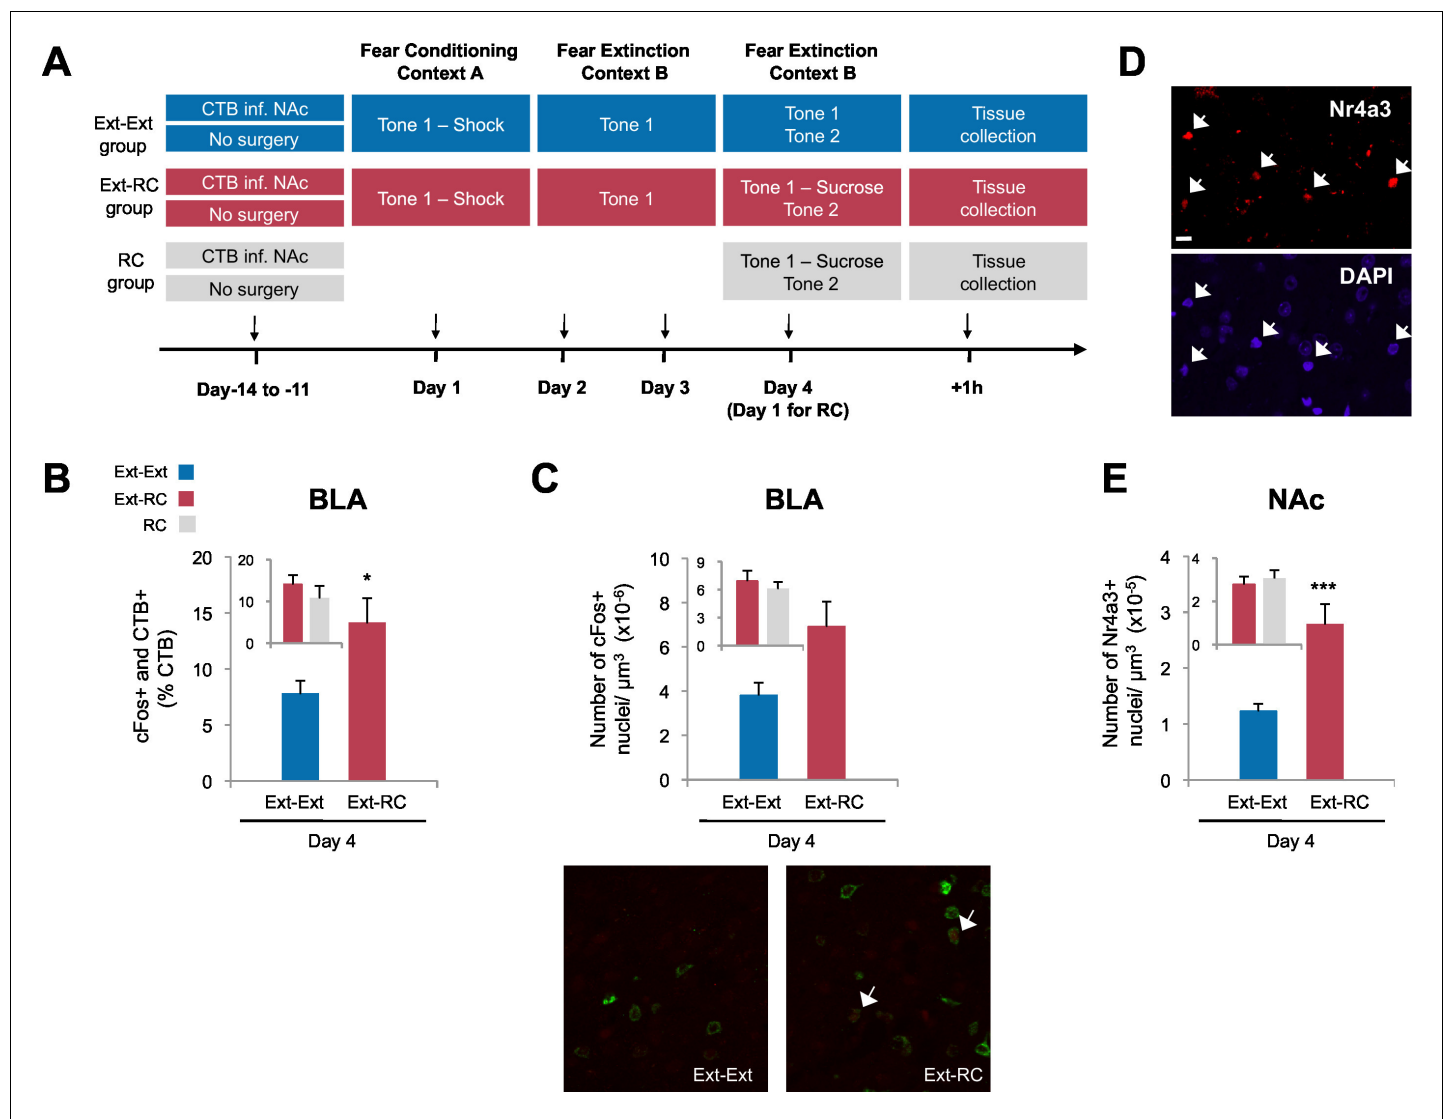 A
Fear Conditioning
Context A
Fear Extinction
Context B
Fear Extinction
Context B
Ext-Ext
group
CTB inf. NAc
No surgery
Tone 1 – Shock
Tone 1
Tone 1
Tone 2
Tissue
collection
Ext-RC
group
CTB inf. NAc
No surgery
Tone 1 – Shock
Tone 1
Tone 1 – Sucrose
Tone 2
Tissue
collection
RC
group
CTB inf. NAc
No surgery
Tone 1 – Sucrose
Tone 2
Tissue
collection
Day-14 to -11
Day 1
Day 2
Day 3
Day 4
(Day 1 for RC)
+1h
D
Nr4a3
DAPI
B
Ext-Ext
Ext-RC
RC
BLA
cFos+ and CTB+
(% CTB)
20
15
10
5
0
20
10
0
*
Ext-Ext
Ext-RC
Day 4
C
BLA
Number of cFos+
nuclei/ µm³ (x10⁻⁶)
10
8
6
4
2
0
9
6
3
0
Ext-Ext
Ext-RC
Day 4
Ext-Ext
Ext-RC
E
NAc
Number of Nr4a3+
nuclei/ µm³ (x10⁻⁵)
4
3
2
1
0
4
2
0
***
Ext-Ext
Ext-RC
Day 4